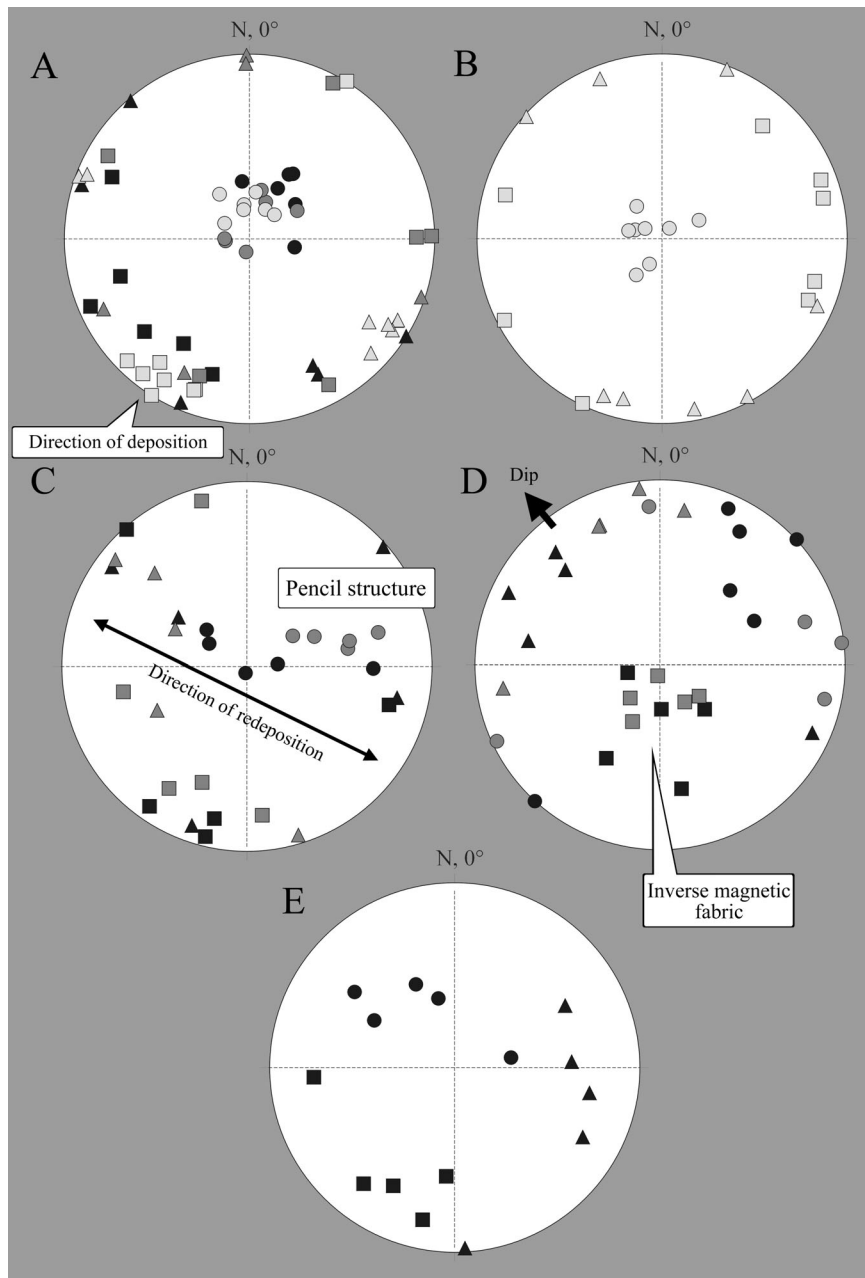 N, 0°
A
Direction of deposition
N, 0°
B
N, 0°
C
Pencil structure
Direction of redeposition
N, 0°
D
Dip
Inverse magnetic
fabric
N, 0°
E